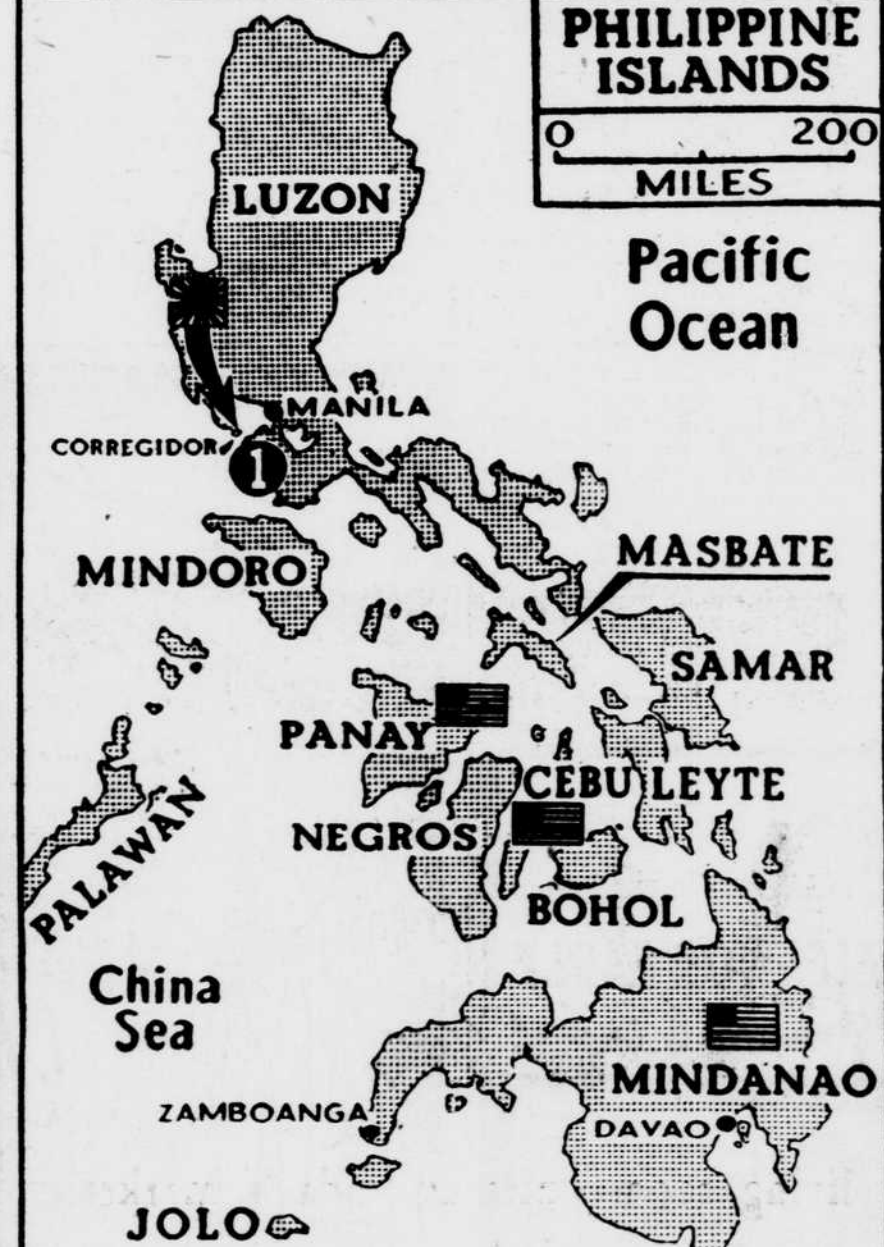 PHILIPPINE
ISLANDS
0 200
MILES
LUZON
Pacific
Ocean
MANILA
CORREGIDOR
1
MASBATE
MINDORO
SAMAR
PANAY
CEBU LEYTE
NEGROS
PALAWAN
BOHOL
China
Sea
MINDANAO
ZAMBOANGA
DAVAO
JOLO